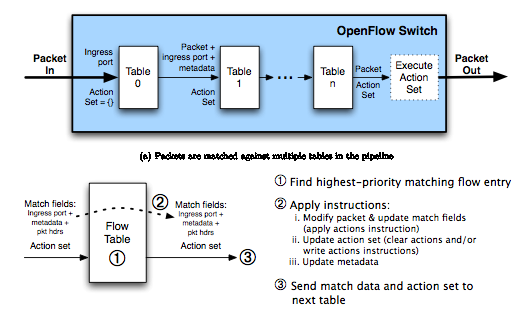 OpenFlow Switch
Packet In
Ingress port
Action Set = {}
Table 0
Packet + ingress port + metadata
Action Set
Table 1
...
Table n
Packet
Action Set
Execute Action Set
Packet Out
(a) Packets are matched against multiple tables in the pipeline
Match fields:
Ingress port +
metadata +
pkt hdrs
Action set
Flow Table
①
②
Match fields:
Ingress port +
metadata +
pkt hdrs
Action set
③
① Find highest-priority matching flow entry
② Apply instructions:
i. Modify packet & update match fields
(apply actions instruction)
ii. Update action set (clear actions and/or
write actions instructions)
iii. Update metadata
③ Send match data and action set to
next table